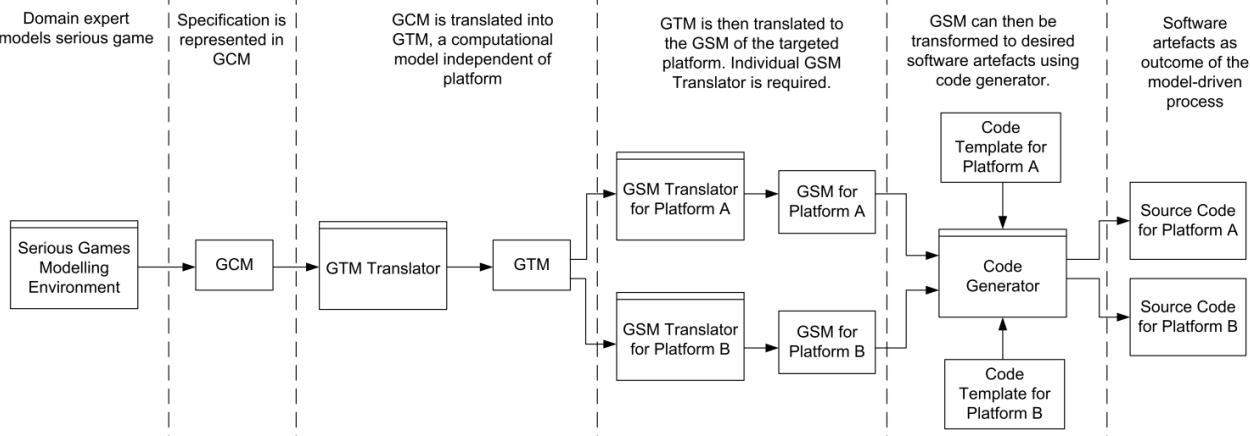 Domain expert
models serious game
Specification is
represented in
GCM
GCM is translated into
GTM, a computational
model independent of
platform
GTM is then translated to
the GSM of the targeted
platform. Individual GSM
Translator is required.
GSM can then be
transformed to desired
software artefacts using
code generator.
Software
artefacts as
outcome of the
model-driven
process
Serious Games
Modelling
Environment
GCM
GTM Translator
GTM
GSM Translator
for Platform A
GSM for
Platform A
GSM Translator
for Platform B
GSM for
Platform B
Code
Template for
Platform A
Code
Generator
Code
Template for
Platform B
Source Code
for Platform A
Source Code
for Platform B